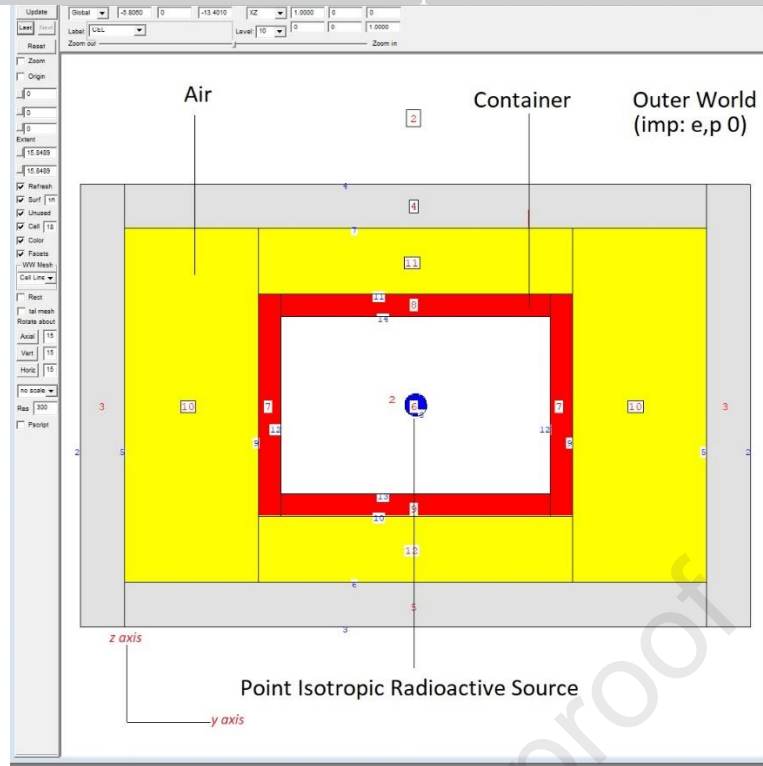 Update Global -5.8060 0 -13.4010 XZ 1.0000 0 0
Last Next Label: CEL Level: 10 0 0 1.0000
Reset Zoom out Zoom in
Zoom
Origin
0
0
0
Extent
15.8489
15.8489
Refresh
Surf
Unused
Cell 18
Color
Facets
WW Mesh
Cell Line
Rect
tal mesh
Rotate about
Axial 15
Vert 15
Horiz 15
no scale
Res 300
Pscript
Air
Container
Outer World
(imp: e,p 0)
2
4
4
7
11
11
8
14
3 10 7 2 6 7 10 3
2 5 9 12 12 9 5 2
13
9
10
12
6
5
3
z axis
y axis
Point Isotropic Radioactive Source
proof